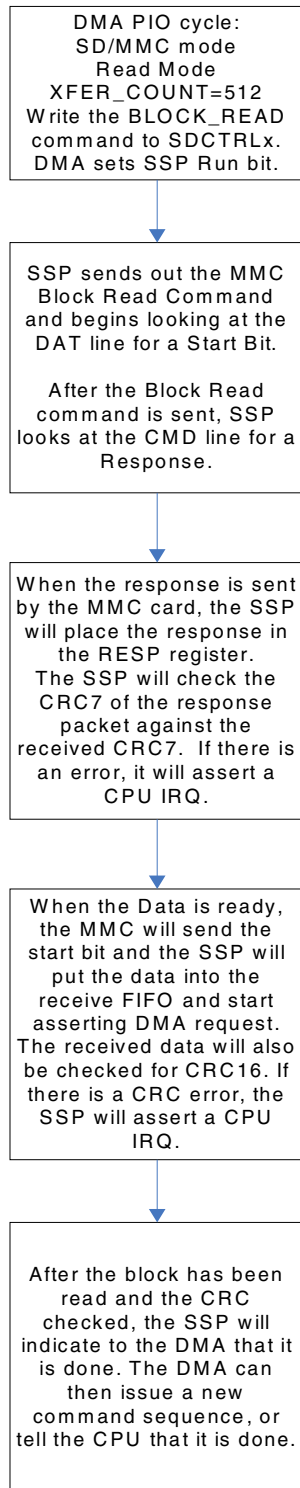 DMA PIO cycle:
SD/MMC mode
Read Mode
XFER_COUNT=512
Write the BLOCK_READ
command to SDCTRLx.
DMA sets SSP Run bit.
SSP sends out the MMC
Block Read Command
and begins looking at the
DAT line for a Start Bit.
After the Block Read
command is sent, SSP
looks at the CMD line for a
Response.
When the response is sent
by the MMC card, the SSP
will place the response in
the RESP register.
The SSP will check the
CRC7 of the response
packet against the
received CRC7. If there is
an error, it will assert a
CPU IRQ.
When the Data is ready,
the MMC will send the
start bit and the SSP will
put the data into the
receive FIFO and start
asserting DMA request.
The received data will also
be checked for CRC16. If
there is a CRC error, the
SSP will assert a CPU
IRQ.
After the block has been
read and the CRC
checked, the SSP will
indicate to the DMA that it
is done. The DMA can
then issue a new
command sequence, or
tell the CPU that it is done.